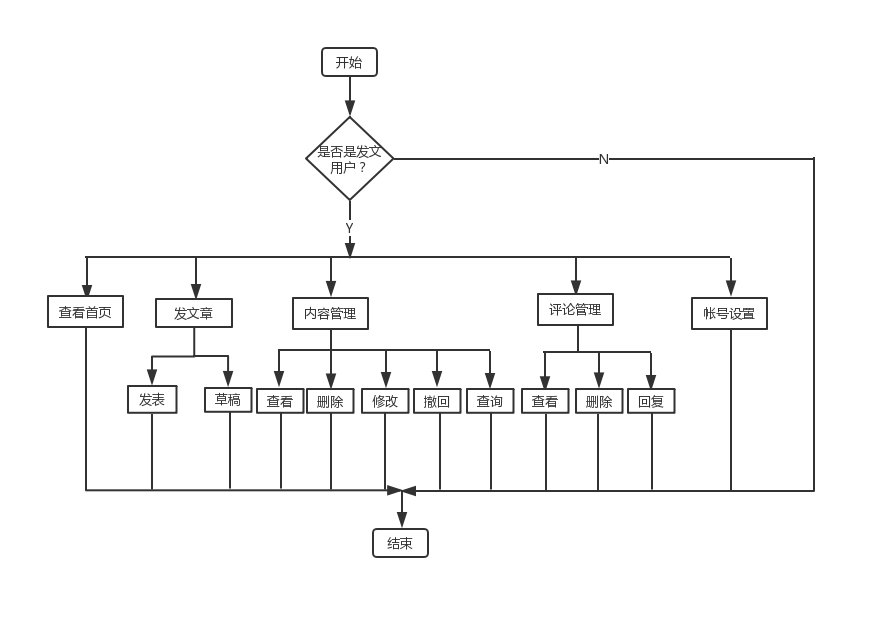 开始
是否是发文
用户？
N
Y
查看首页
发文章
内容管理
评论管理
帐号设置
发表
草稿
查看
删除
修改
撤回
查询
查看
删除
回复
结束